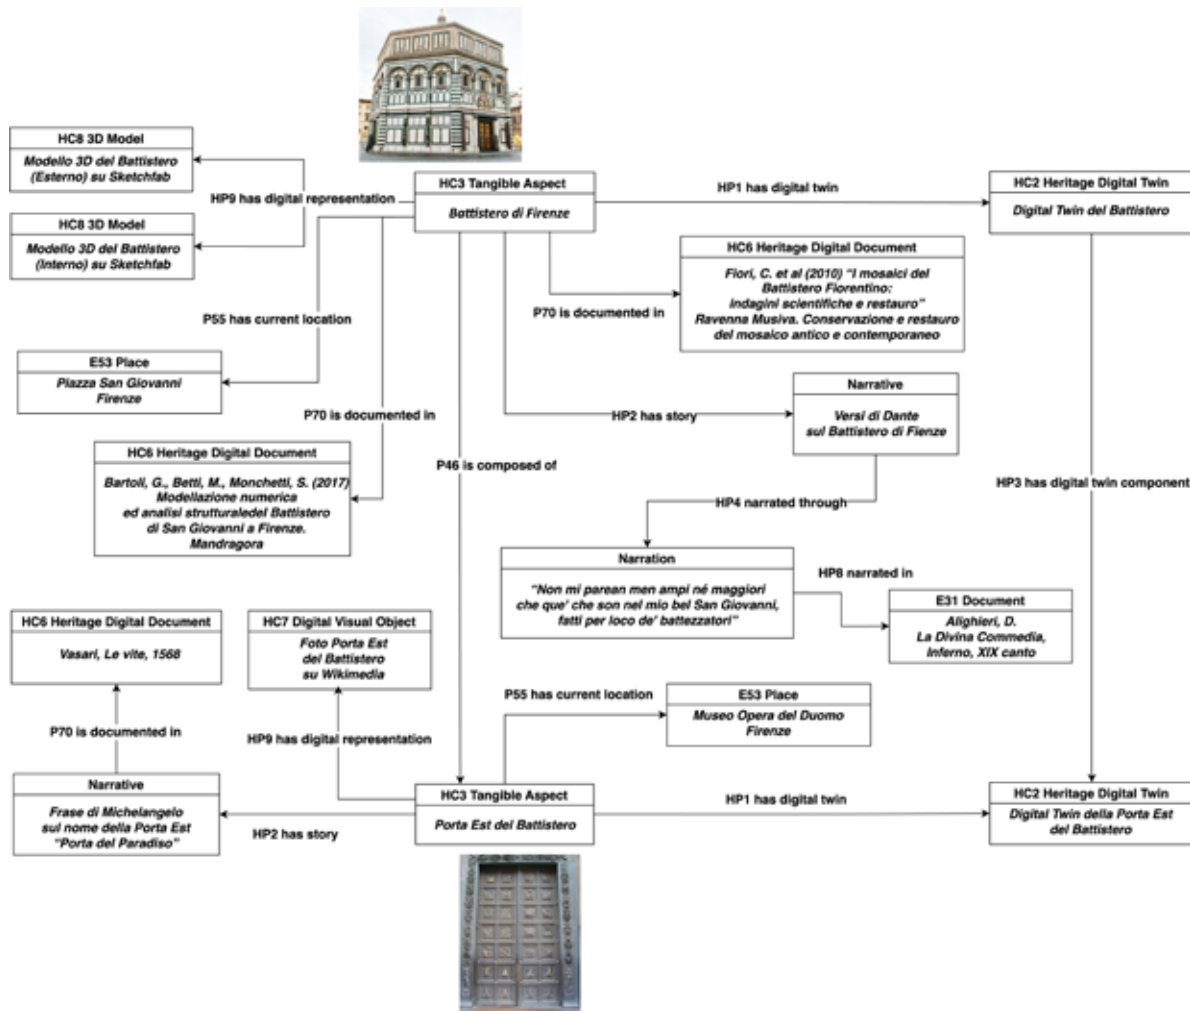 HC8 3D Model
Modello 3D del Battistero
(Esterno) su Sketchfab
HP9 has digital representation
HC8 3D Model
Modello 3D del Battistero
(Interno) su Sketchfab
HC3 Tangible Aspect
Battistero di Firenze
HP1 has digital twin
HC2 Heritage Digital Twin
Digital Twin del Battistero
HC6 Heritage Digital Document
Fiori, C. et al (2010) “I mosaici del
Battistero Fiorentino:
indagini scientifiche e restauro”
Ravenna Musiva. Conservazione e restauro
del mosaico antico e contemporaneo
P70 is documented in
P55 has current location
E53 Place
Piazza San Giovanni
Firenze
P70 is documented in
HP2 has story
Narrative
Versi di Dante
sul Battistero di Fienze
HC6 Heritage Digital Document
Bartoli, G., Betti, M., Monchetti, S. (2017)
Modellazione numerica
ed analisi strutturaledel Battistero
di San Giovanni a Firenze.
Mandragora
P46 is composed of
HP3 has digital twin component
HP4 narrated through
Narration
“Non mi parean men ampi né maggiori
che que’ che son nel mio bel San Giovanni,
fatti per loco de’ battezzatori”
HP8 narrated in
E31 Document
Alighieri, D.
La Divina Commedia,
Inferno, XIX canto
HC6 Heritage Digital Document
Vasari, Le vite, 1568
HC7 Digital Visual Object
Foto Porta Est
del Battistero
su Wikimedia
P55 has current location
E53 Place
Museo Opera del Duomo
Firenze
P70 is documented in
HP9 has digital representation
Narrative
Frase di Michelangelo
sul nome della Porta Est
“Porta del Paradiso”
HP2 has story
HC3 Tangible Aspect
Porta Est del Battistero
HP1 has digital twin
HC2 Heritage Digital Twin
Digital Twin della Porta Est
del Battistero